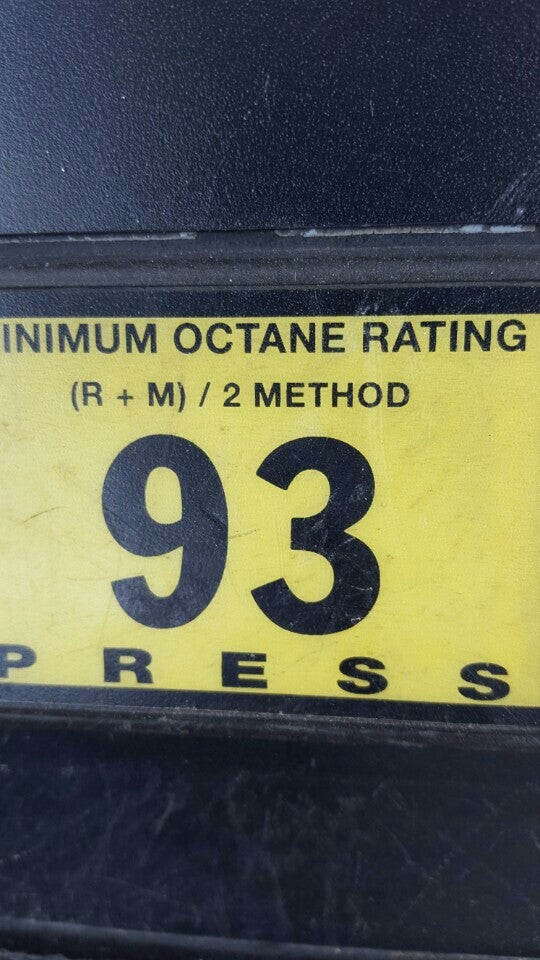 INIMUM OCTANE RATING
(R + M) / 2 METHOD
93
PRESS